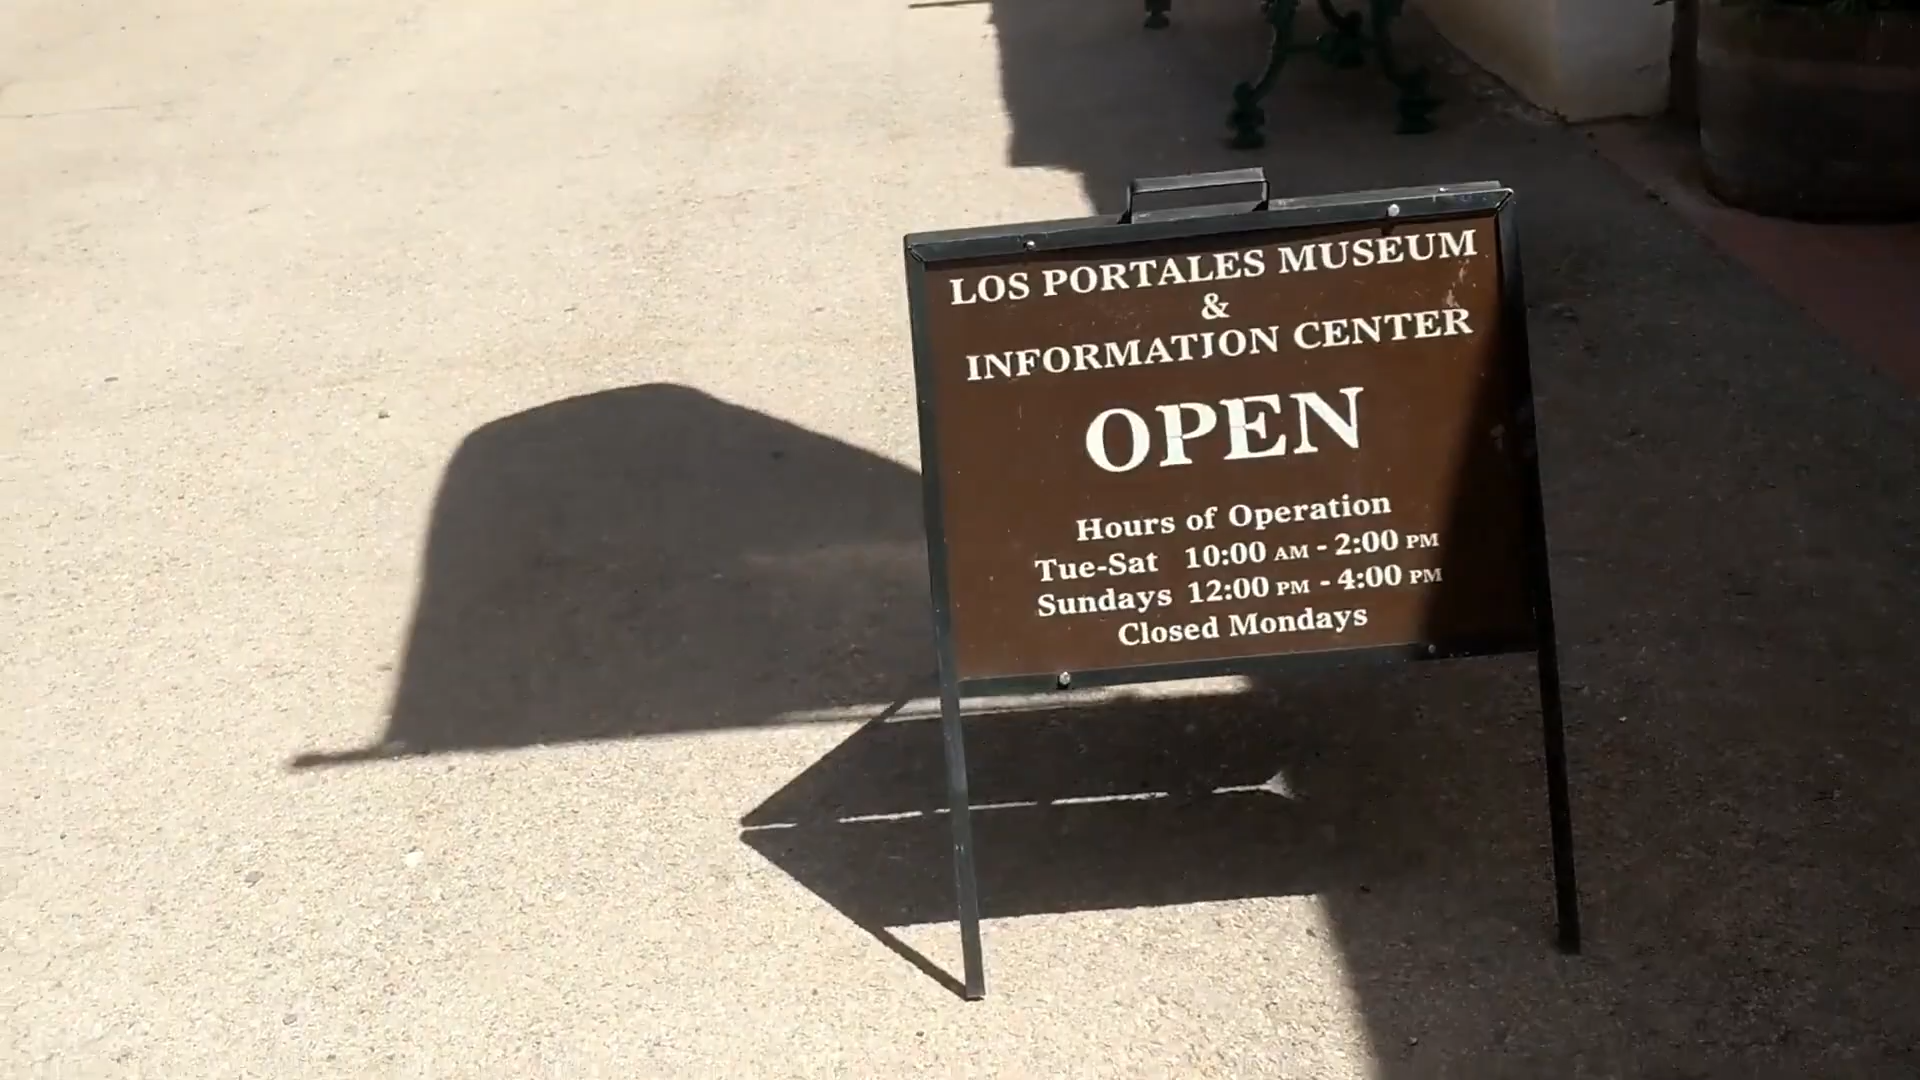 LOS PORTALES MUSEUM
&
INFORMATION CENTER
OPEN
Hours of Operation
Tue-Sat 10:00 AM - 2:00 PM
Sundays 12:00 PM - 4:00 PM
Closed Mondays